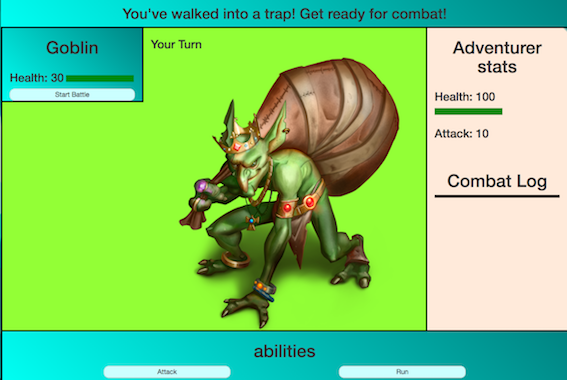 You've walked into a trap! Get ready for combat!
Goblin
Health: 30
Start Battle
Your Turn
Adventurer
stats
Health: 100
Attack: 10
Combat Log
abilities
Attack
Run